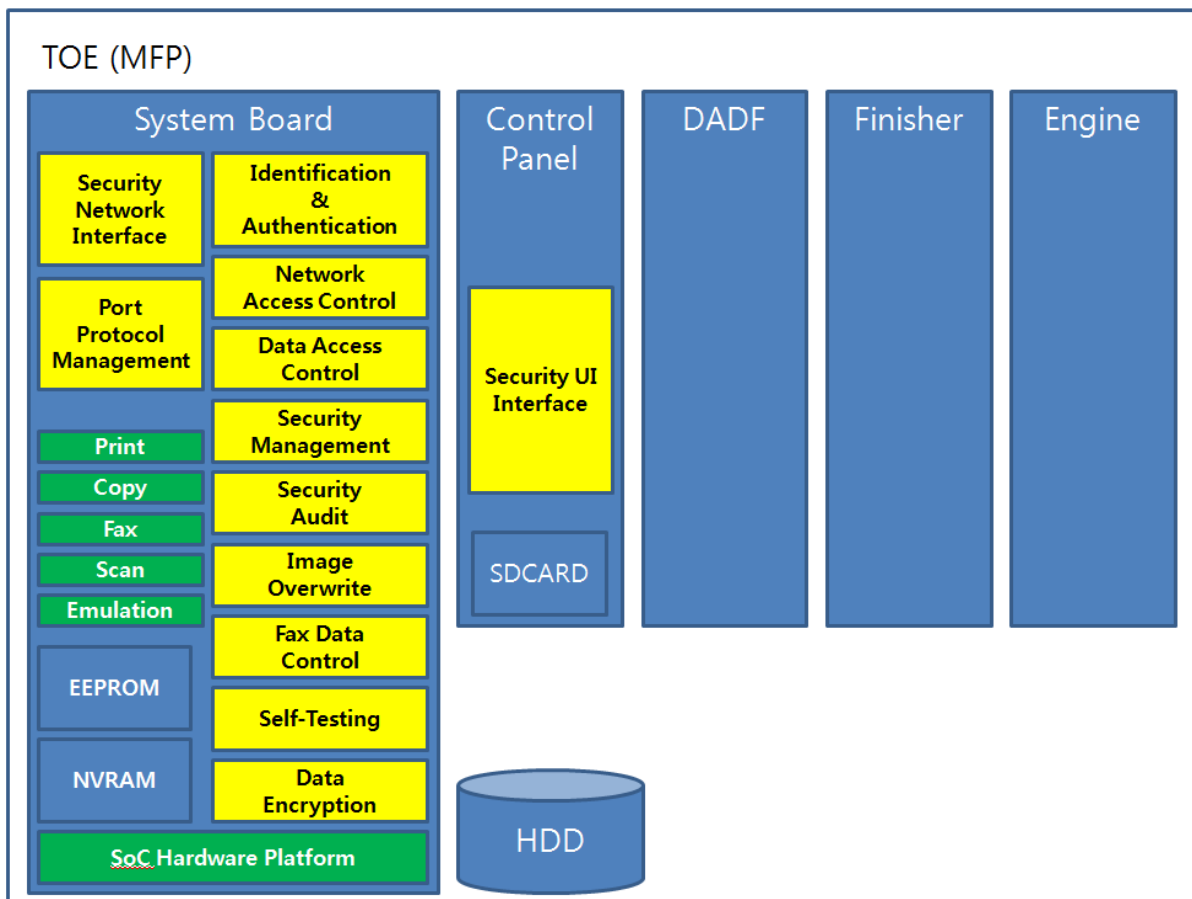 TOE (MFP)
System Board
Security
Network
Interface
Port
Protocol
Management
Print
Copy
Fax
Scan
Emulation
EEPROM
NVRAM
Identification
&
Authentication
Network
Access Control
Data Access
Control
Security
Management
Security
Audit
Image
Overwrite
Fax Data
Control
Self-Testing
Data
Encryption
SoC Hardware Platform
Control
Panel
Security UI
Interface
SDCARD
DADF
Finisher
Engine
HDD